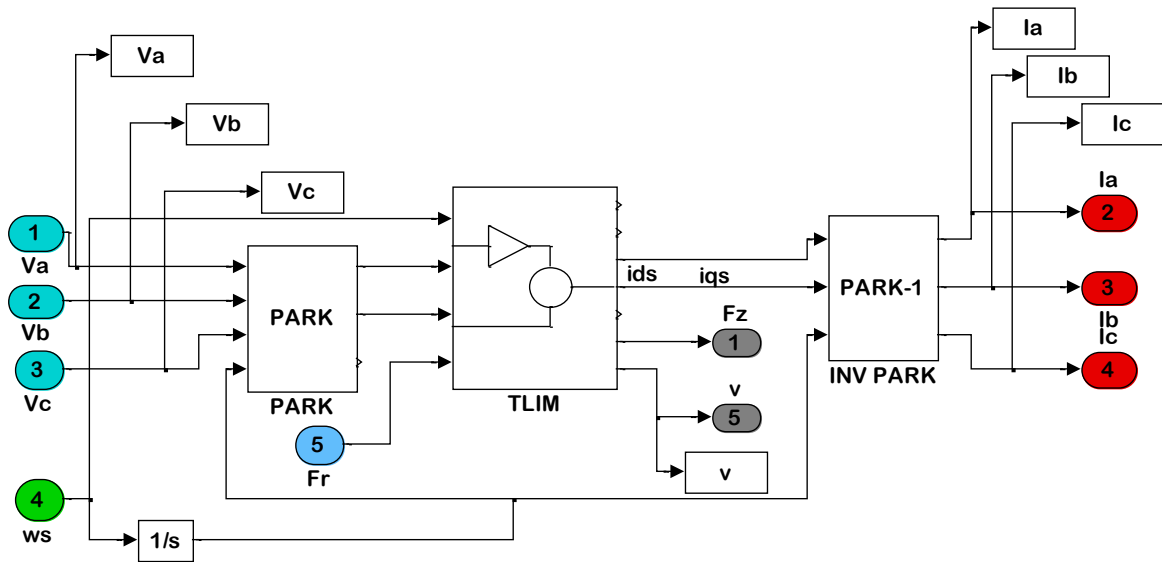 Va
Vb
Vc
1
Va
2
Vb
3
Vc
4
ws
1/s
PARK
PARK
5
Fr
TLIM
ids
iqs
Fz
1
v
5
v
PARK-1
INV PARK
Ia
Ib
Ic
Ia
2
3
Ib
Ic
4